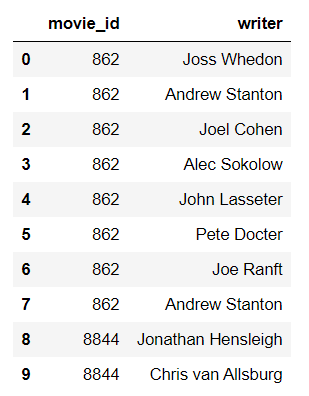 movie_id writer
0 862 Joss Whedon
1 862 Andrew Stanton
2 862 Joel Cohen
3 862 Alec Sokolow
4 862 John Lasseter
5 862 Pete Docter
6 862 Joe Ranft
7 862 Andrew Stanton
8 8844 Jonathan Hensleigh
9 8844 Chris van Allsburg